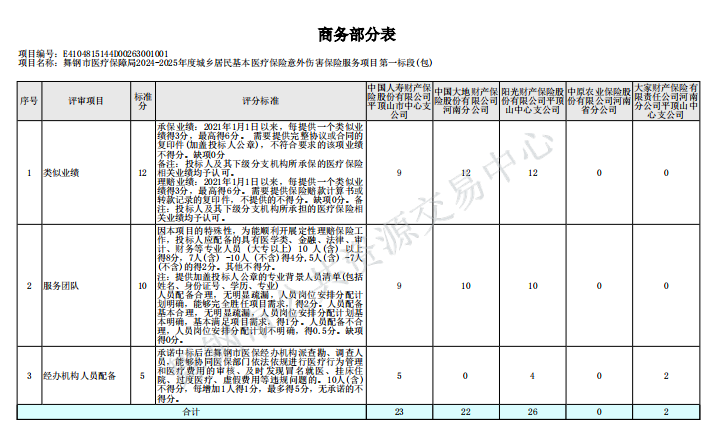 商务部分表
项目编号：E4104815144D00263001001
项目名称：舞钢市医疗保障局2024-2025年度城乡居民基本医疗保险意外伤害保险服务项目第一标段(包)
序号 评审项目 标准分 评分标准 中国人寿财产保险股份有限公司平顶山市中心支公司 中国大地财产保险股份有限公司河南分公司 阳光财产保险股份有限公司平顶山中心支公司 中原农业保险股份有限公司河南省分公司 大家财产保险有限责任公司河南分公司平顶山中心支公司
1 类似业绩 12
承保业绩：2021年1月1日以来，每提供一个类似业
绩得3分，最高得6分。 需要提供完整协议或合同的
复印件(加盖投标人公章)，不符合要求的该项业绩
不得分。缺项0分
备注：投标人及其下级分支机构所承保的医疗保险
相关业绩均予认可。
理赔业绩：2021年1月1日以来，每提供一个类似业
绩得3分，最高得6分。需要提供保险赔款计算书或
转款记录的复印件，不提供的不得分。缺项0分。备
注：投标人及其下级分支机构所承担的医疗保险相
关业绩均予认可。
9 12 12 0 0
2 服务团队 10
因本项目的特殊性，为能顺利开展定性理赔保险工
作，投标人应配备的具有医学类、金融、法律、审
计、财务等专业人员 (大专以上) 10 人(含) 以上
得8分，7人(含) -10人 (不含)得4分,5人(含) -7人
(不含)的得2分。其他不得分。
注：提供加盖投标人公章的专业背景人员清单(包括
姓名、身份证号、学历、专业)
人员配备合理，无明显疏漏，人员岗位安排分配计
划明确，能够完全胜任项目需求，得2分。人员配备
基本合理，无明显疏漏，人员岗位安排分配计划基
本明确，基本满足项目需求，得1分。人员配备不合
理，人员岗位安排分配计划不明确，得0.5分。缺项
得0分。
9 10 10 0 0
3 经办机构人员配备 5
承诺中标后在舞钢市医保经办机构派查勘、调查人
员，能够协同医保部门依法依规进行医疗行为管理
和医疗费用的审核、及时发现冒名就医、挂床住
院、过度医疗、虚假费用等违规问题的。10人(含)
不得分，每增加1人得1分，最多得5分，无承诺的不
得分。
5 0 4 0 2
合计 23 22 26 0 2
公共资源交易中心